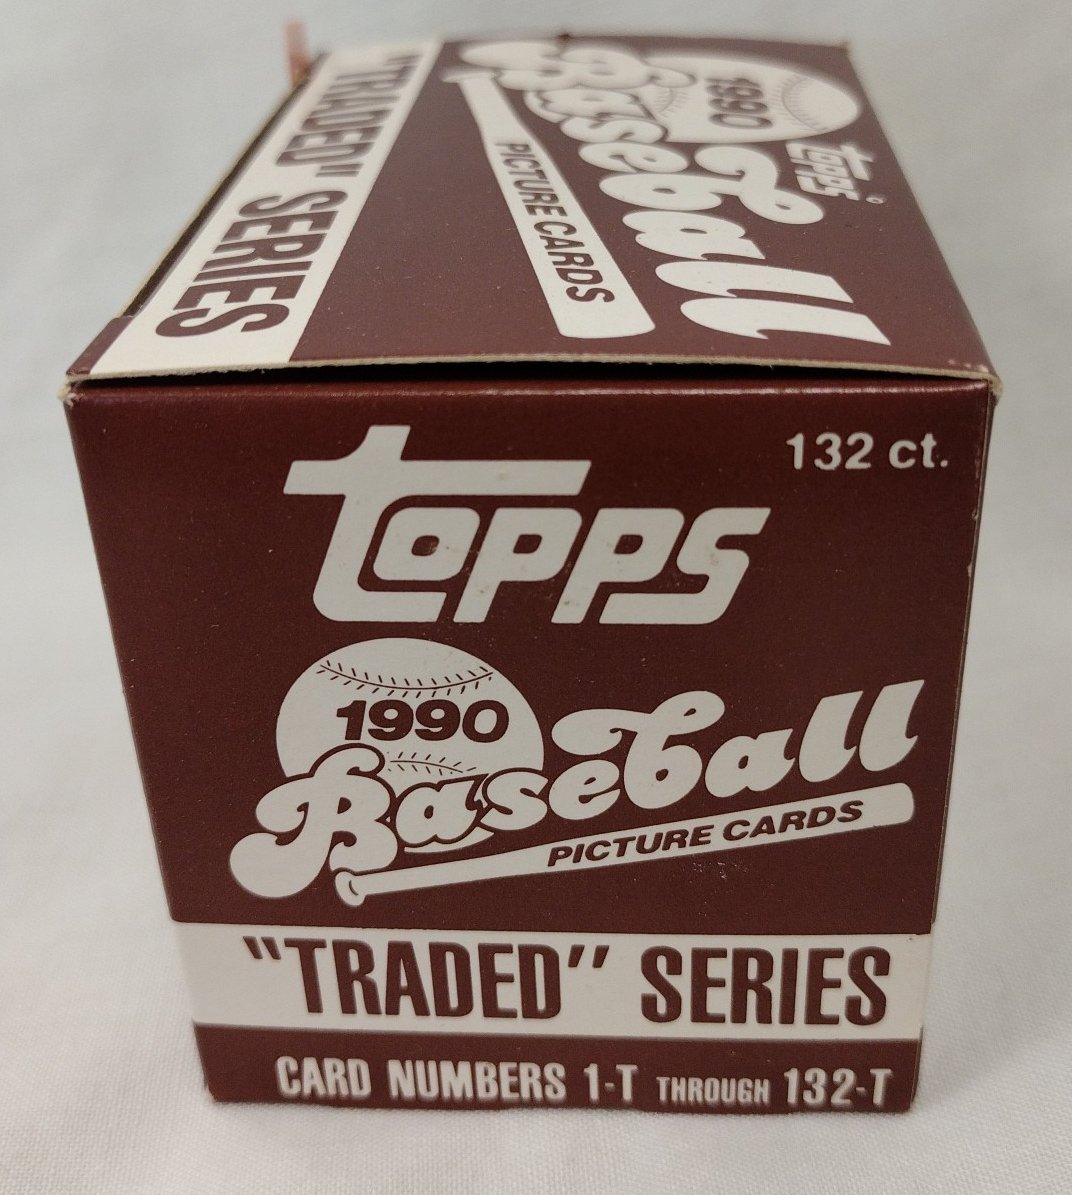 "TRADED" SERIES
1990
Baseball
topps®
PICTURE CARDS
132 ct.
topps
1990
Baseball
PICTURE CARDS
"TRADED" SERIES
CARD NUMBERS 1-T THROUGH 132-T